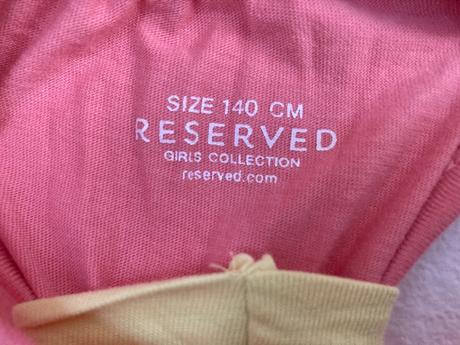 SIZE 140 CM
RESERVED
GIRLS COLLECTION
reserved.com